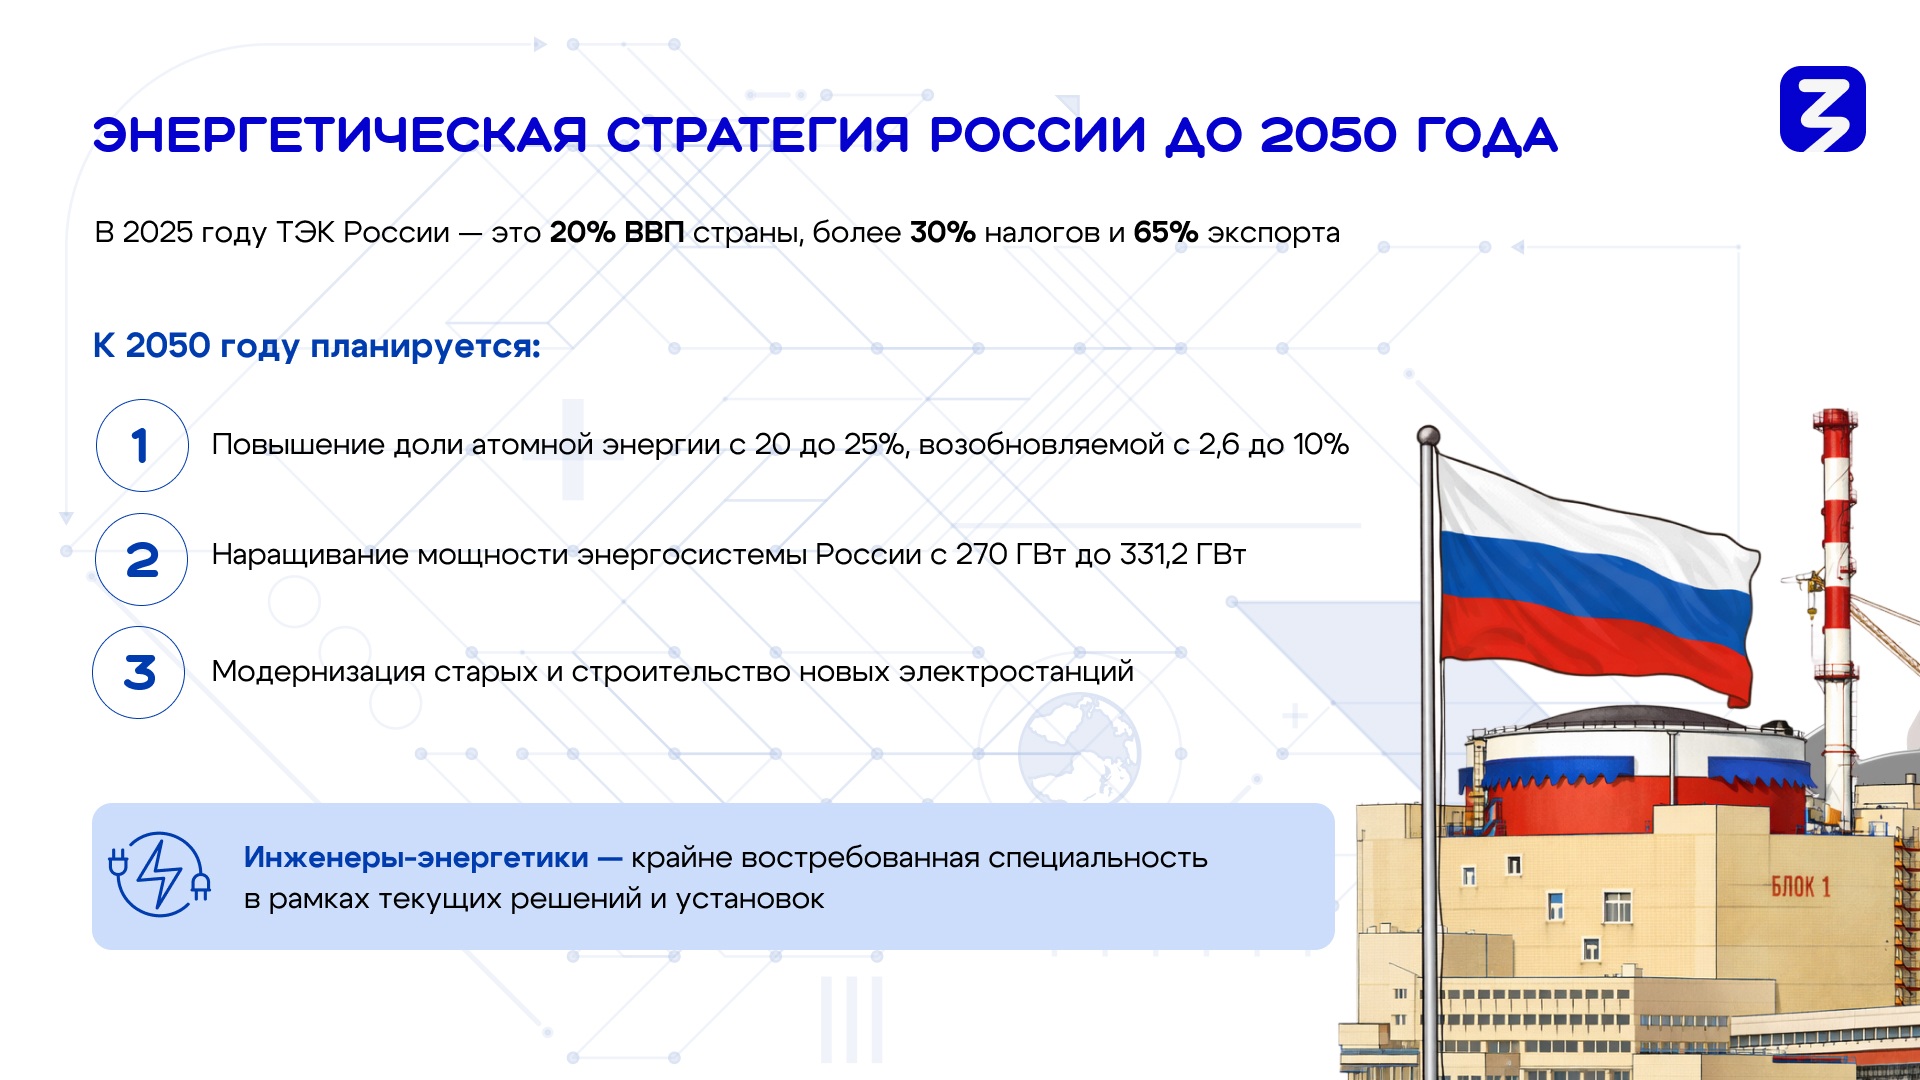 ЭНЕРГЕТИЧЕСКАЯ СТРАТЕГИЯ РОССИИ ДО 2050 ГОДА
В 2025 году ТЭК России — это 20% ВВП страны, более 30% налогов и 65% экспорта
К 2050 году планируется:
1
Повышение доли атомной энергии с 20 до 25%, возобновляемой с 2,6 до 10%
2
Наращивание мощности энергосистемы России с 270 ГВт до 331,2 ГВт
3
Модернизация старых и строительство новых электростанций
Инженеры-энергетики — крайне востребованная специальность
в рамках текущих решений и установок
БЛОК 1